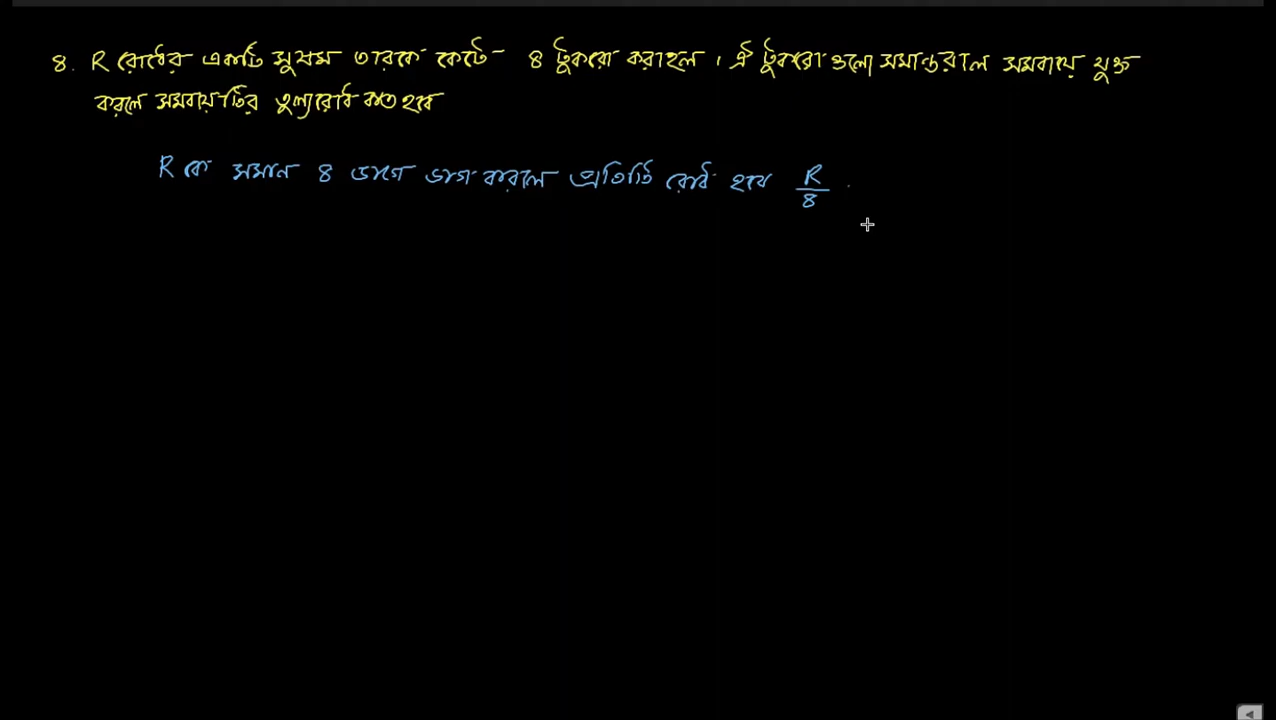 ৪. R রোধের একটি সুষম তারকে কেটে- ৪ টুকরো করাহল । ঐ টুকরো গুলো সমান্তরাল সমবায়ে যুক্ত
করলে সমবায়টির তুল্যরোধ কত হবে
R কে সমান ৪ ভাগে ভাগ করলে প্রতিটি রোধ হবে R/৪